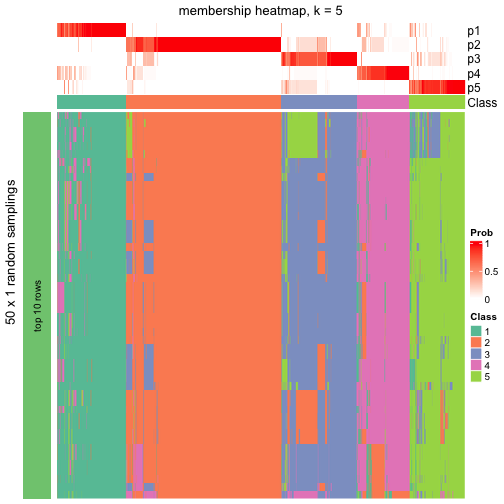 membership heatmap, k = 5
p1
p2
p3
p4
p5
Class
50 x 1 random samplings
top 10 rows
Prob
1
0.5
0
Class
1
2
3
4
5